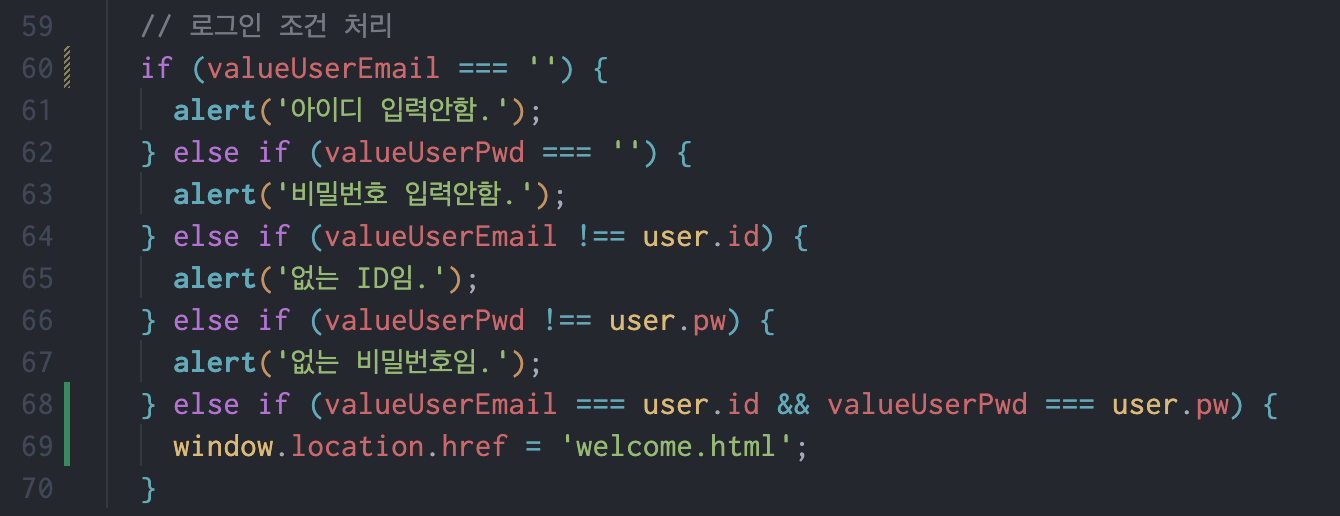 59 // 로그인 조건 처리
60 if (valueUserEmail === '') {
61 alert('아이디 입력안함.');
62 } else if (valueUserPwd === '') {
63 alert('비밀번호 입력안함.');
64 } else if (valueUserEmail !== user.id) {
65 alert('없는 ID임.');
66 } else if (valueUserPwd !== user.pw) {
67 alert('없는 비밀번호임.');
68 } else if (valueUserEmail === user.id && valueUserPwd === user.pw) {
69 window.location.href = 'welcome.html';
70 }